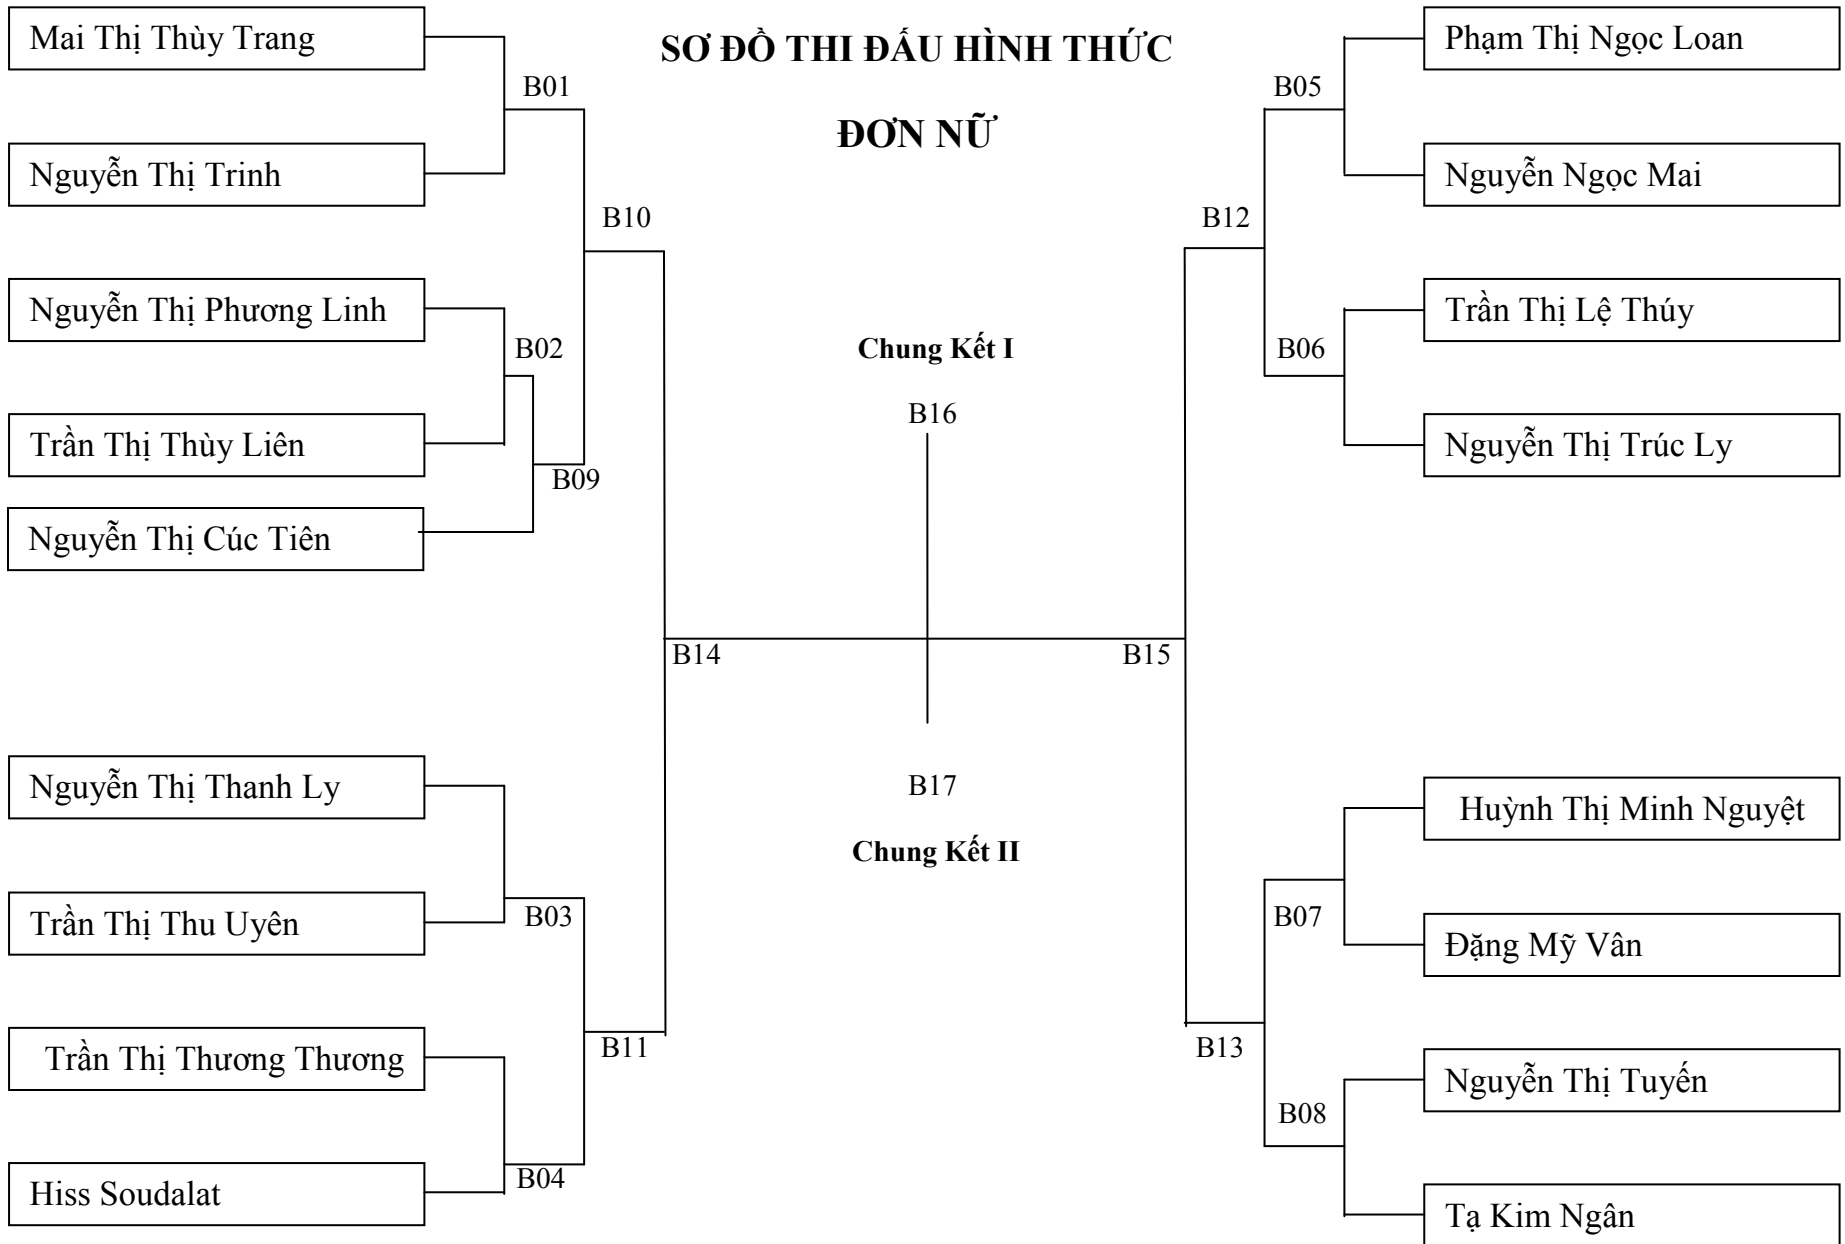 SƠ ĐỒ THI ĐẤU HÌNH THỨC
ĐƠN NỮ
Mai Thị Thùy Trang
B01
Nguyễn Thị Trinh
B10
Nguyễn Thị Phương Linh
B02
Trần Thị Thùy Liên
B09
Nguyễn Thị Cúc Tiên
B14
Nguyễn Thị Thanh Ly
Trần Thị Thu Uyên
B03
B11
Trần Thị Thương Thương
B04
Hiss Soudalat
Chung Kết I
B16
B17
Chung Kết II
Phạm Thị Ngọc Loan
B05
Nguyễn Ngọc Mai
B12
Trần Thị Lệ Thúy
B06
Nguyễn Thị Trúc Ly
B15
Huỳnh Thị Minh Nguyệt
B07
Đặng Mỹ Vân
B13
Nguyễn Thị Tuyến
B08
Tạ Kim Ngân